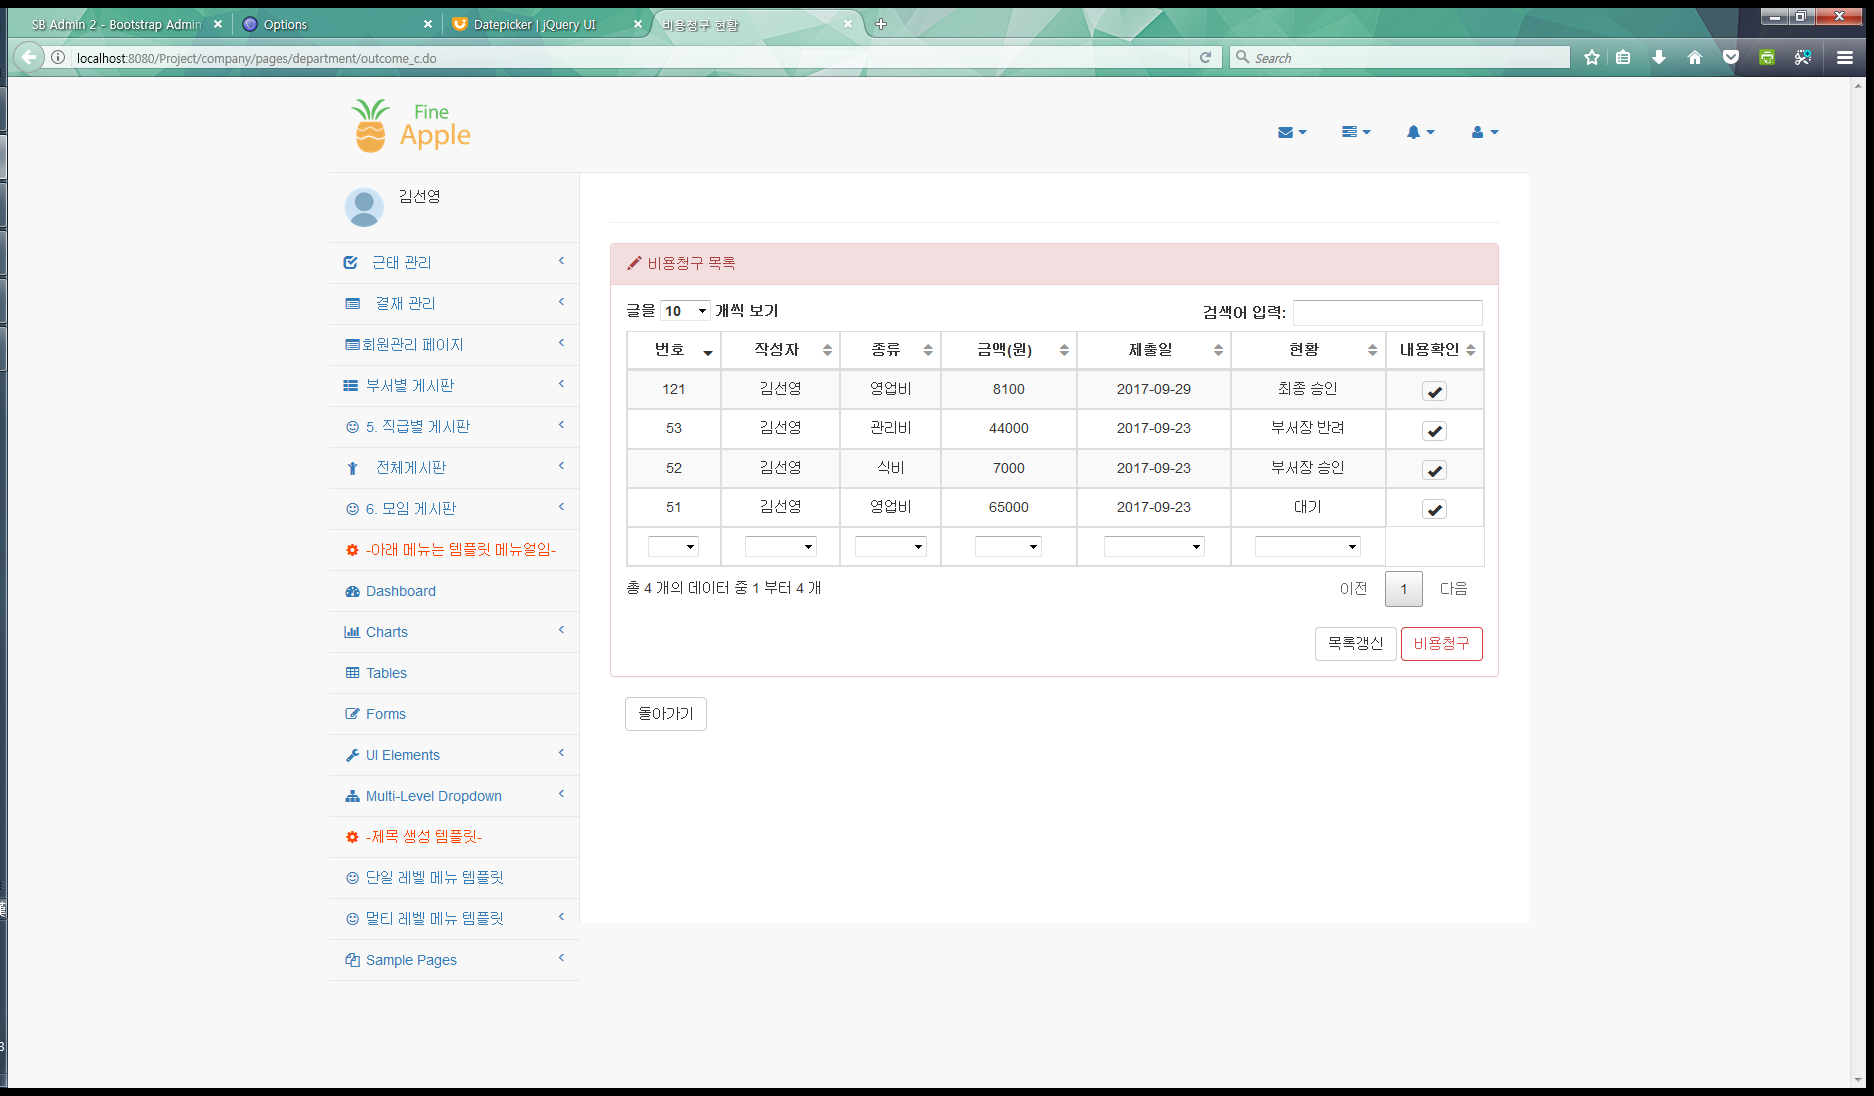 SB Admin 2 - Bootstrap Admin
Options
Datepicker | jQuery UI
비용청구 현황
localhost:8080/Project/company/pages/department/outcome_c.do
Search
Fine
Apple
김선영
근태 관리
결재 관리
회원관리 페이지
부서별 게시판
5. 직급별 게시판
전체게시판
6. 모임 게시판
-아래 메뉴는 템플릿 메뉴얼임-
Dashboard
Charts
Tables
Forms
UI Elements
Multi-Level Dropdown
-제목 생성 템플릿-
단일 레벨 메뉴 템플릿
멀티 레벨 메뉴 템플릿
Sample Pages
비용청구 목록
글을 10 개씩 보기
검색어 입력:
번호 작성자 종류 금액(원) 제출일 현황 내용확인
121 김선영 영업비 8100 2017-09-29 최종 승인
53 김선영 관리비 44000 2017-09-23 부서장 반려
52 김선영 식비 7000 2017-09-23 부서장 승인
51 김선영 영업비 65000 2017-09-23 대기
총 4 개의 데이터 중 1 부터 4 개
이전 1 다음
목록갱신 비용청구
돌아가기